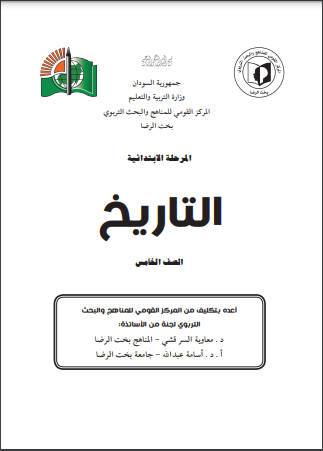 جمهورية السودان
وزارة التربية والتعليم
المركز القومي للمناهج والبحث التربوي
بخت الرضا
المرحلة الابتدائية
التاريخ
الصف الخامس
أعده بتكليف من المركز القومي للمناهج والبحث
التربوي لجنة من الأساتذة:
د . معاوية السر قشي - المناهج بخت الرضا
أ . د . أسامة عبدالله - جامعة بخت الرضا